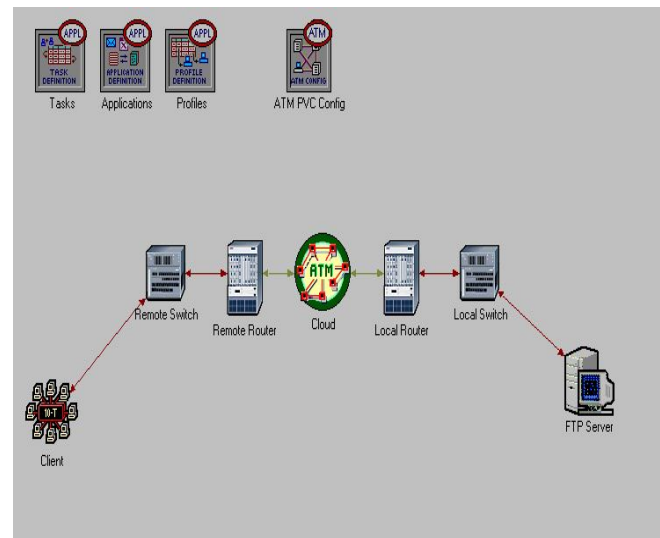 APPL
APPL
APPL
ATM
TASK
DEFINITION
APPLICATION
DEFINITION
PROFILE
DEFINITION
ATM CONFIG
Tasks
Applications
Profiles
ATM PVC Config
ATM
Remote Switch
Remote Router
Cloud
Local Router
Local Switch
10-T
Client
FTP Server